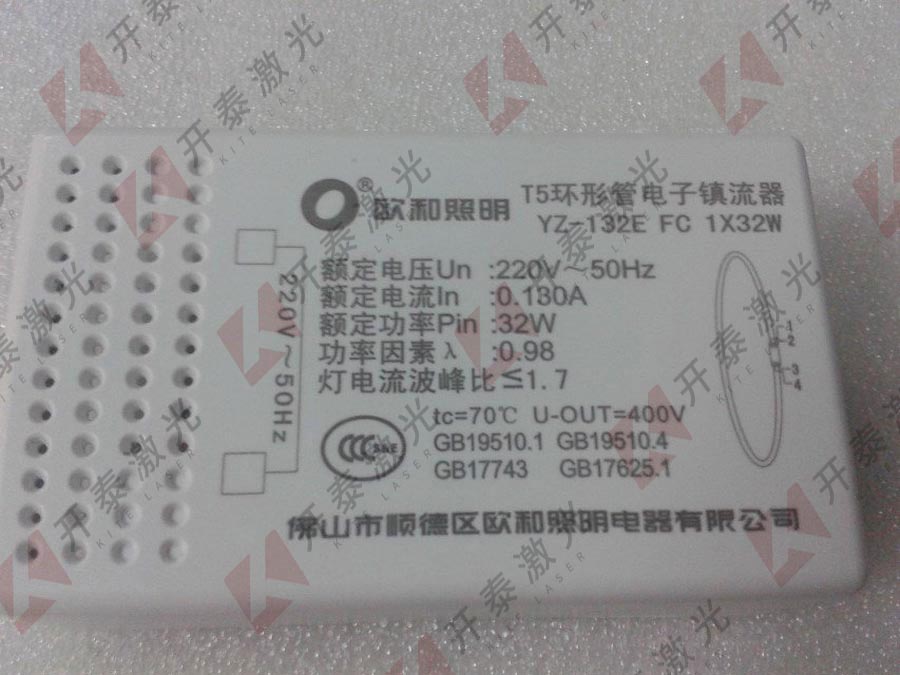 ® 欧和照明
T5环形管电子镇流器
YZ-132E FC 1X32W
220V～50Hz
额定电压Un :220V～50Hz
额定电流In :0.130A
额定功率Pin :32W
功率因素λ :0.98
灯电流波峰比≤1.7
tc=70℃ U-OUT=400V
CCC S&E
GB19510.1 GB19510.4
GB17743 GB17625.1
1
2
3
4
佛山市顺德区欧和照明电器有限公司
开泰激光
KITE LASER